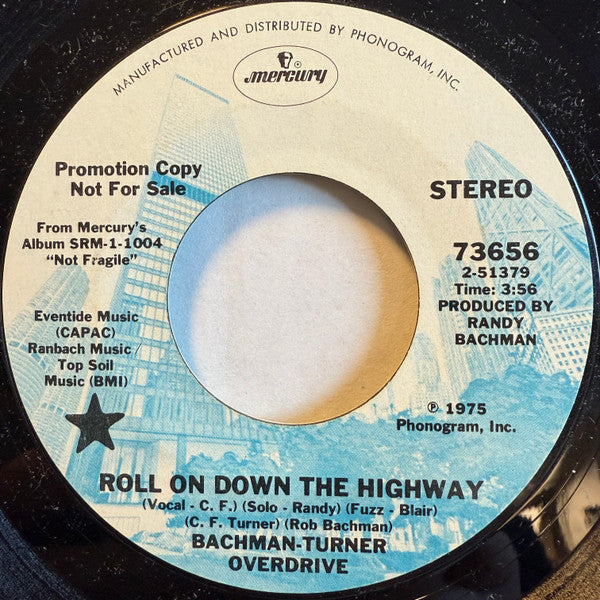 MANUFACTURED AND DISTRIBUTED BY PHONOGRAM, INC.
mercury
Promotion Copy
Not For Sale
STEREO
From Mercury's
Album SRM-1-1004
"Not Fragile"
73656
2-51379
Time: 3:56
PRODUCED BY
RANDY
BACHMAN
Eventide Music
(CAPAC)
Ranbach Music /
Top Soil
Music (BMI)
℗ 1975
Phonogram, Inc.
ROLL ON DOWN THE HIGHWAY
(Vocal - C. F.) (Solo - Randy) (Fuzz - Blair)
(C. F. Turner) (Rob Bachman)
BACHMAN-TURNER
OVERDRIVE